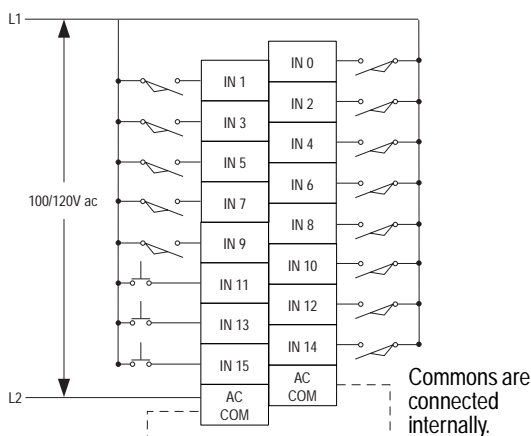 L1
IN 0
IN 1
IN 2
IN 3
IN 4
IN 5
IN 6
100/120V ac
IN 7
IN 8
IN 9
IN 10
IN 11
IN 12
IN 13
IN 14
IN 15
AC
COM
Commons are
connected
internally.
L2
AC
COM